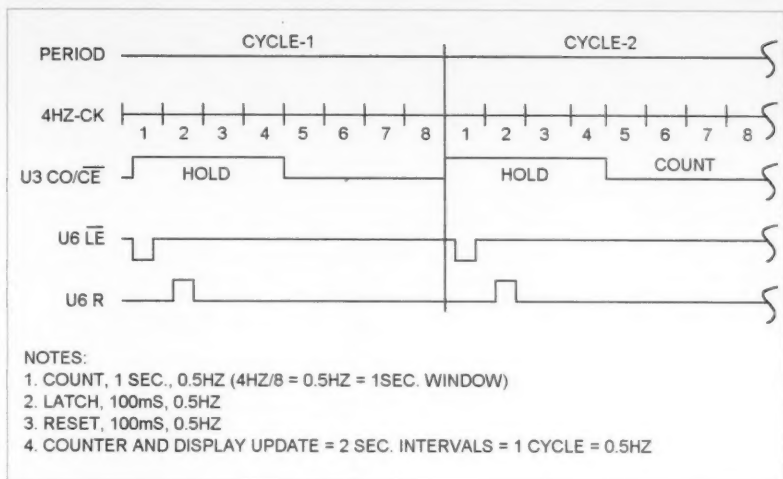 CYCLE-1 CYCLE-2
PERIOD
4HZ-CK
1 2 3 4 5 6 7 8 1 2 3 4 5 6 7 8
U3 CO/CE HOLD HOLD COUNT
U6 LE
U6 R
NOTES:
1. COUNT, 1 SEC., 0.5HZ (4HZ/8 = 0.5HZ = 1SEC. WINDOW)
2. LATCH, 100mS, 0.5HZ
3. RESET, 100mS, 0.5HZ
4. COUNTER AND DISPLAY UPDATE = 2 SEC. INTERVALS = 1 CYCLE = 0.5HZ